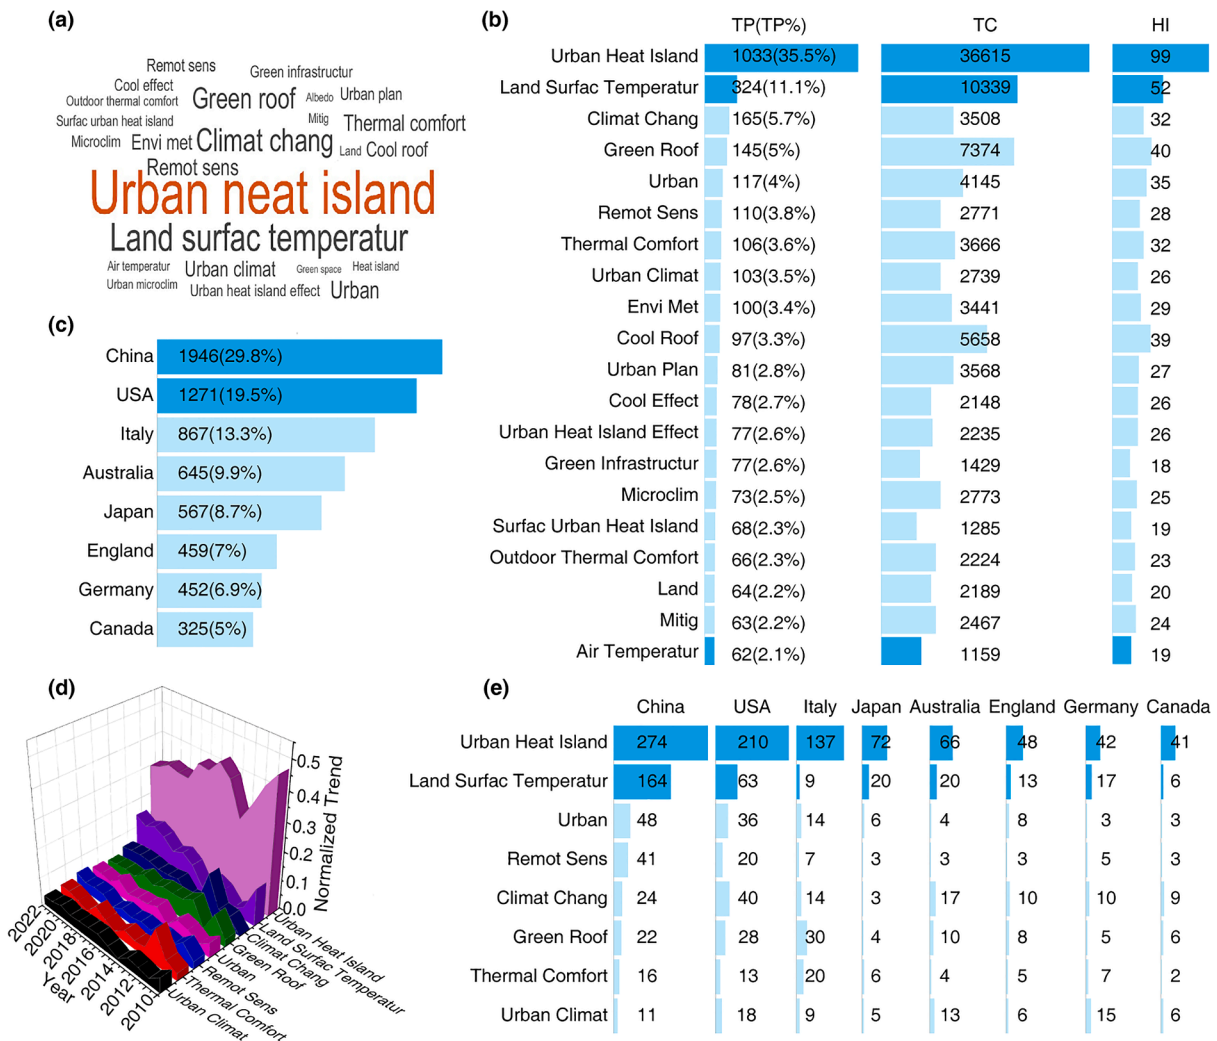 (a)
Remot sens
Green infrastructur
Cool effect
Outdoor thermal comfort
Green roof
Albedo
Urban plan
Surfac urban heat island
Mitig
Thermal comfort
Microclim
Envi met
Climat chang
Land
Cool roof
Remot sens
Urban neat island
Land surfac temperatur
Air temperatur
Urban climat
Green space
Heat island
Urban microclim
Urban heat island effect
Urban
(b)
TP(TP%) TC HI
Urban Heat Island 1033(35.5%) 36615 99
Land Surfac Temperatur 324(11.1%) 10339 52
Climat Chang 165(5.7%) 3508 32
Green Roof 145(5%) 7374 40
Urban 117(4%) 4145 35
Remot Sens 110(3.8%) 2771 28
Thermal Comfort 106(3.6%) 3666 32
Urban Climat 103(3.5%) 2739 26
Envi Met 100(3.4%) 3441 29
Cool Roof 97(3.3%) 5658 39
Urban Plan 81(2.8%) 3568 27
Cool Effect 78(2.7%) 2148 26
Urban Heat Island Effect 77(2.6%) 2235 26
Green Infrastructur 77(2.6%) 1429 18
Microclim 73(2.5%) 2773 25
Surfac Urban Heat Island 68(2.3%) 1285 19
Outdoor Thermal Comfort 66(2.3%) 2224 23
Land 64(2.2%) 2189 20
Mitig 63(2.2%) 2467 24
Air Temperatur 62(2.1%) 1159 19
(c)
China 1946(29.8%)
USA 1271(19.5%)
Italy 867(13.3%)
Australia 645(9.9%)
Japan 567(8.7%)
England 459(7%)
Germany 452(6.9%)
Canada 325(5%)
(d)
0.5
0.4
0.3
0.2
0.1
0.0
Normalized Trend
2022
2020
2018
2016
2014
2012
2010
Year
Urban Heat Island
Land Surfac Temperatur
Climat Chang
Green Roof
Urban
Remot Sens
Thermal Comfort
Urban Climat
(e)
China USA Italy Japan Australia England Germany Canada
Urban Heat Island 274 210 137 72 66 48 42 41
Land Surfac Temperatur 164 63 9 20 20 13 17 6
Urban 48 36 14 6 4 8 3 3
Remot Sens 41 20 7 3 3 3 5 3
Climat Chang 24 40 14 3 17 10 10 9
Green Roof 22 28 30 4 10 8 5 6
Thermal Comfort 16 13 20 6 4 5 7 2
Urban Climat 11 18 9 5 13 6 15 6